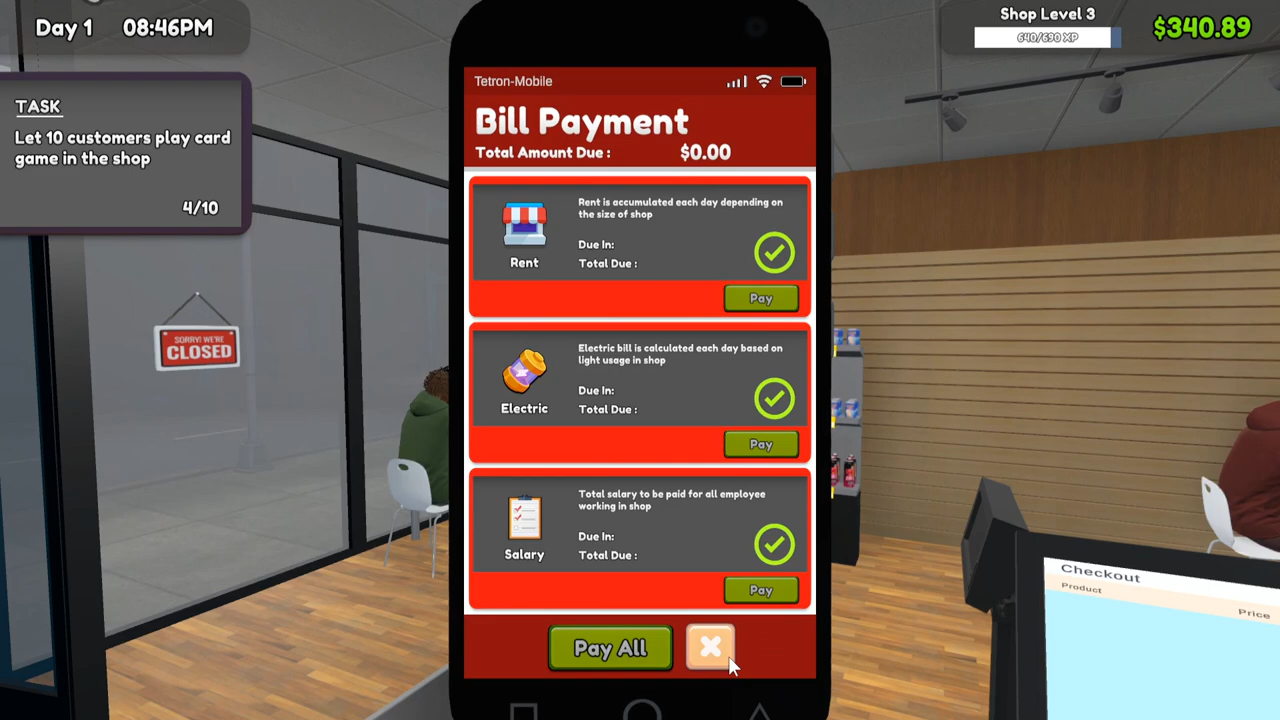 Day 1 08:46PM
Shop Level 3
640/690 XP
$340.89
TASK
Let 10 customers play card
game in the shop
4/10
SORRY! WE'RE
CLOSED
Tetron-Mobile
Bill Payment
Total Amount Due : $0.00
Rent is accumulated each day depending on
the size of shop
Due In:
Total Due :
Rent
Pay
Electric bill is calculated each day based on
light usage in shop
Due In:
Total Due :
Electric
Pay
Total salary to be paid for all employee
working in shop
Due In:
Total Due :
Salary
Pay
Pay All
Checkout
Product Price